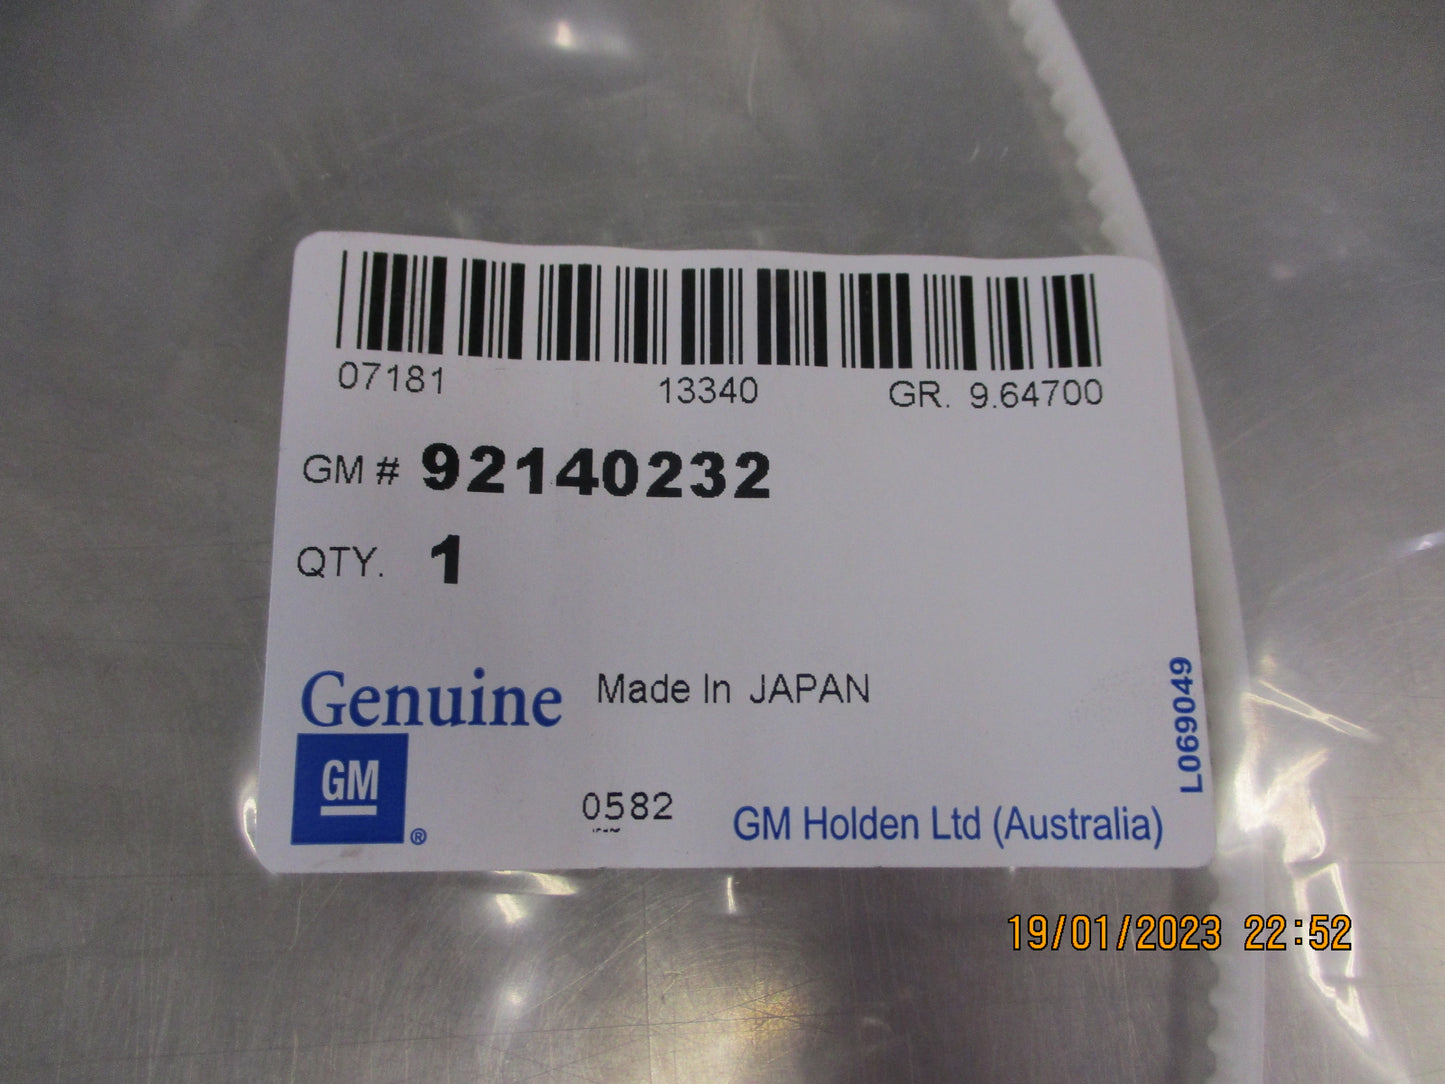 07181 13340 GR. 9.64700
GM # 92140232
QTY. 1
Genuine Made In JAPAN
GM ®
0582
GM Holden Ltd (Australia)
L069049
19/01/2023 22:52